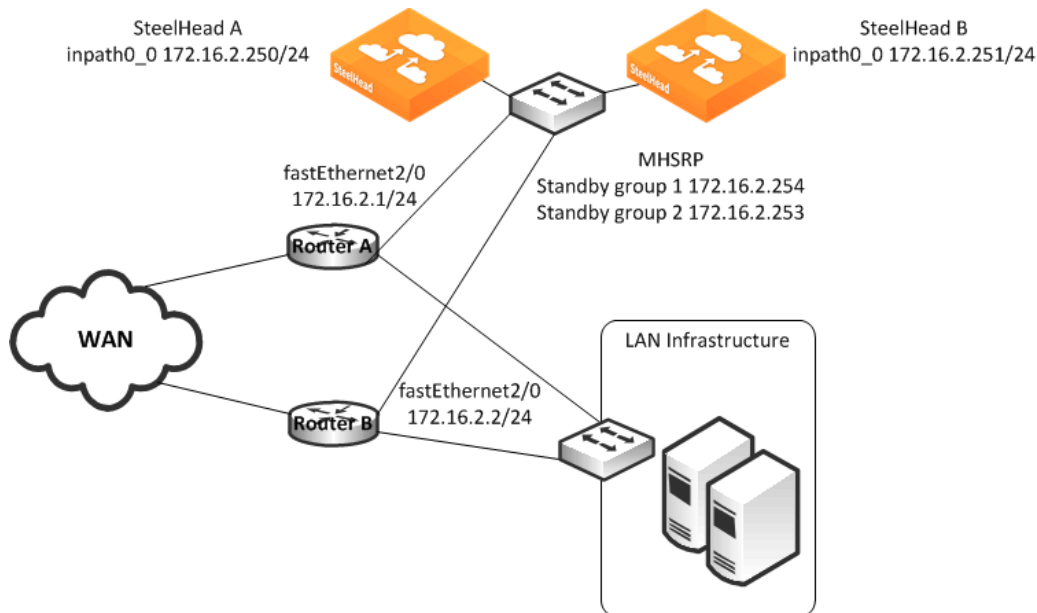 SteelHead A
inpath0_0 172.16.2.250/24
SteelHead B
inpath0_0 172.16.2.251/24
SteelHead
SteelHead
MHSRP
Standby group 1 172.16.2.254
Standby group 2 172.16.2.253
fastEthernet2/0
172.16.2.1/24
Router A
WAN
LAN Infrastructure
fastEthernet2/0
172.16.2.2/24
Router B